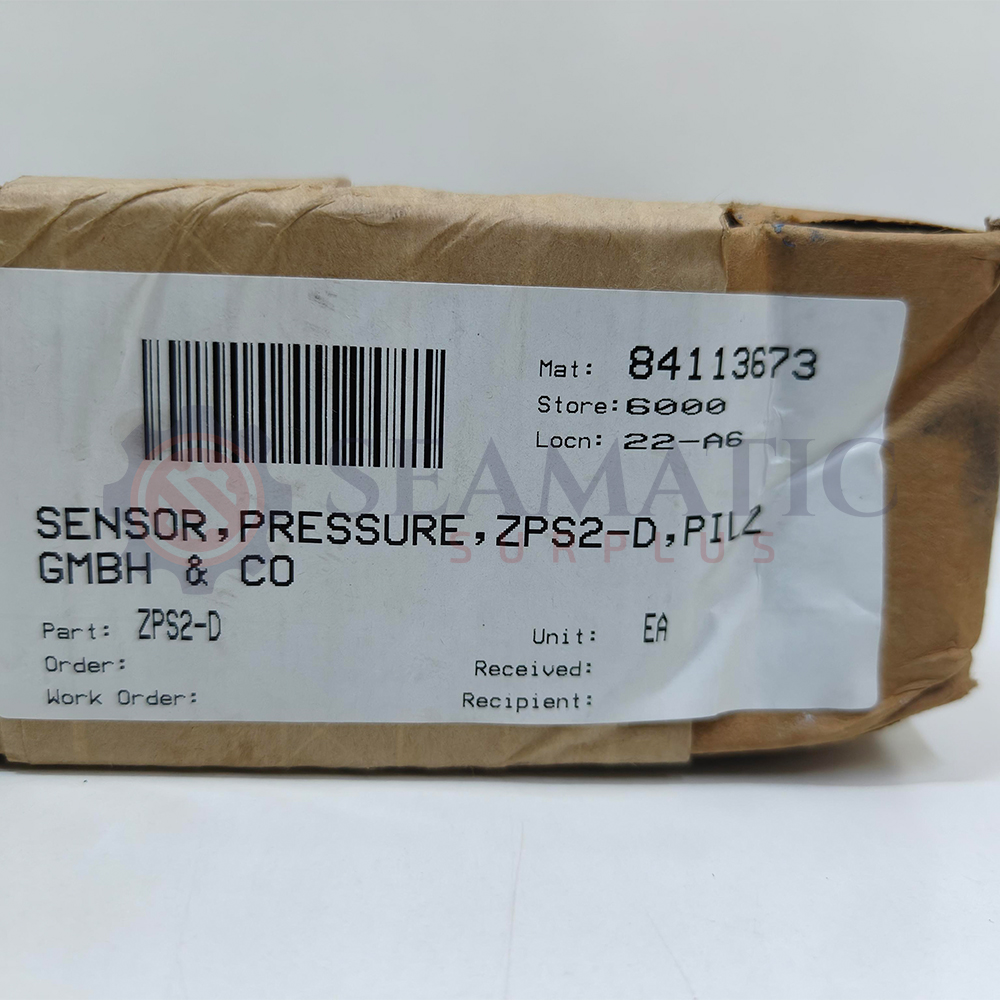 Mat: 84113673
Store: 6000
Locn: 22-A6
SEAMATIC
SURPLUS
SENSOR,PRESSURE,ZPS2-D,PILZ
GMBH & CO
Part: ZPS2-D
Unit: EA
Order:
Received:
Work Order:
Recipient: